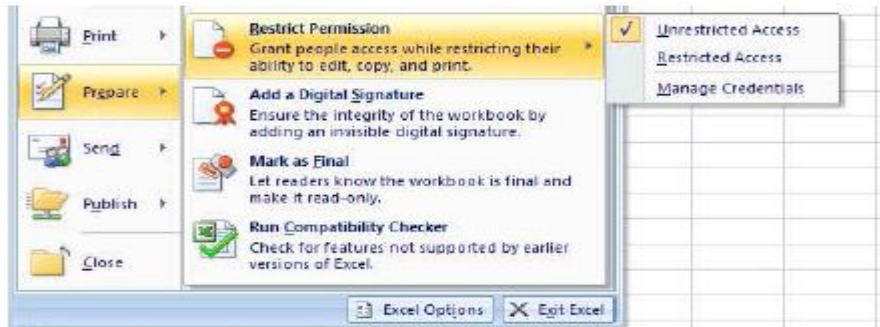 Print
Prepare
Send
Publish
Close
Restrict Permission
Grant people access while restricting their
ability to edit, copy, and print.
Add a Digital Signature
Ensure the integrity of the workbook by
adding an invisible digital signature.
Mark as Final
Let readers know the workbook is final and
make it read-only.
Run Compatibility Checker
Check for features not supported by earlier
versions of Excel.
Unrestricted Access
Restricted Access
Manage Credentials
Excel Options
Exit Excel